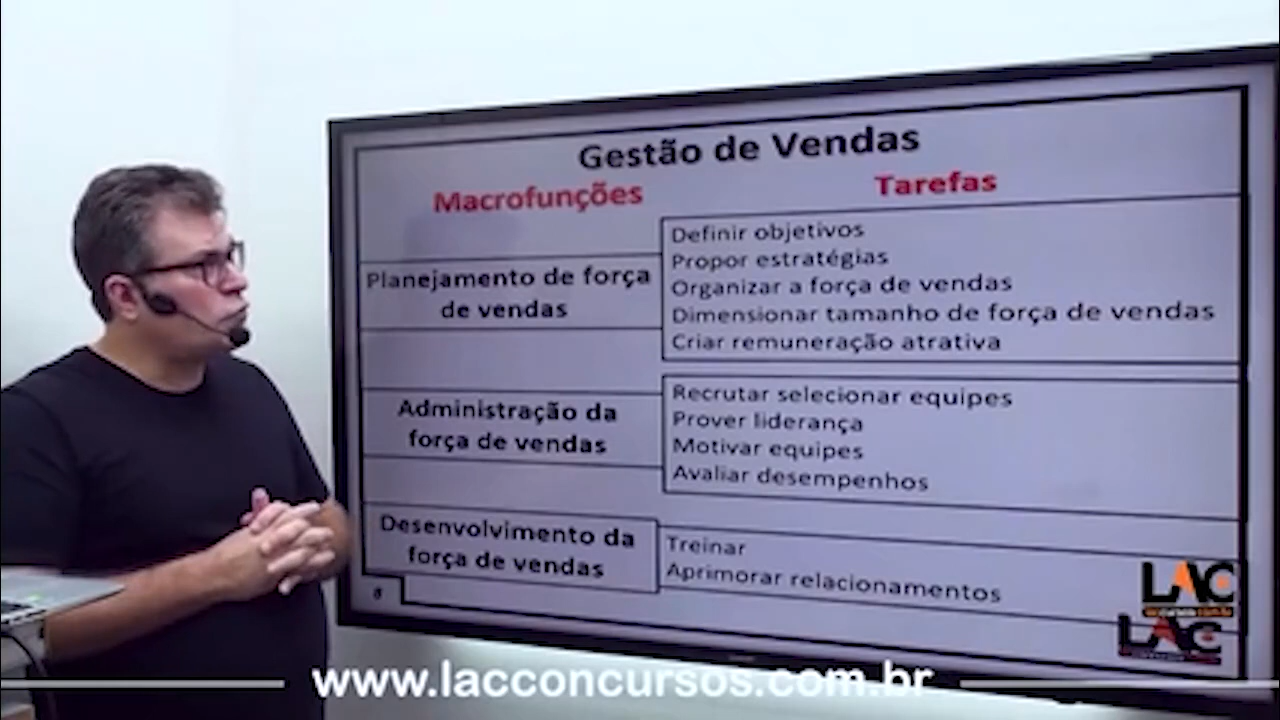 Gestão de Vendas
Macrofunções
Tarefas
Planejamento de força
de vendas
Definir objetivos
Propor estratégias
Organizar a força de vendas
Dimensionar tamanho de força de vendas
Criar remuneração atrativa
Administração da
força de vendas
Recrutar selecionar equipes
Prover liderança
Motivar equipes
Avaliar desempenhos
Desenvolvimento da
força de vendas
Treinar
Aprimorar relacionamentos
8
LAC
LAC
www.lacconcursos.com.br